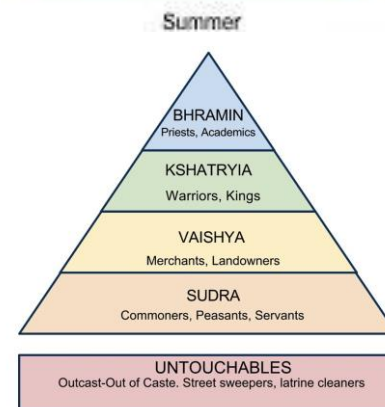 Summer
BHRAMIN
Priests, Academics
KSHATRYIA
Warriors, Kings
VAISHYA
Merchants, Landowners
SUDRA
Commoners, Peasants, Servants
UNTOUCHABLES
Outcast-Out of Caste. Street sweepers, latrine cleaners